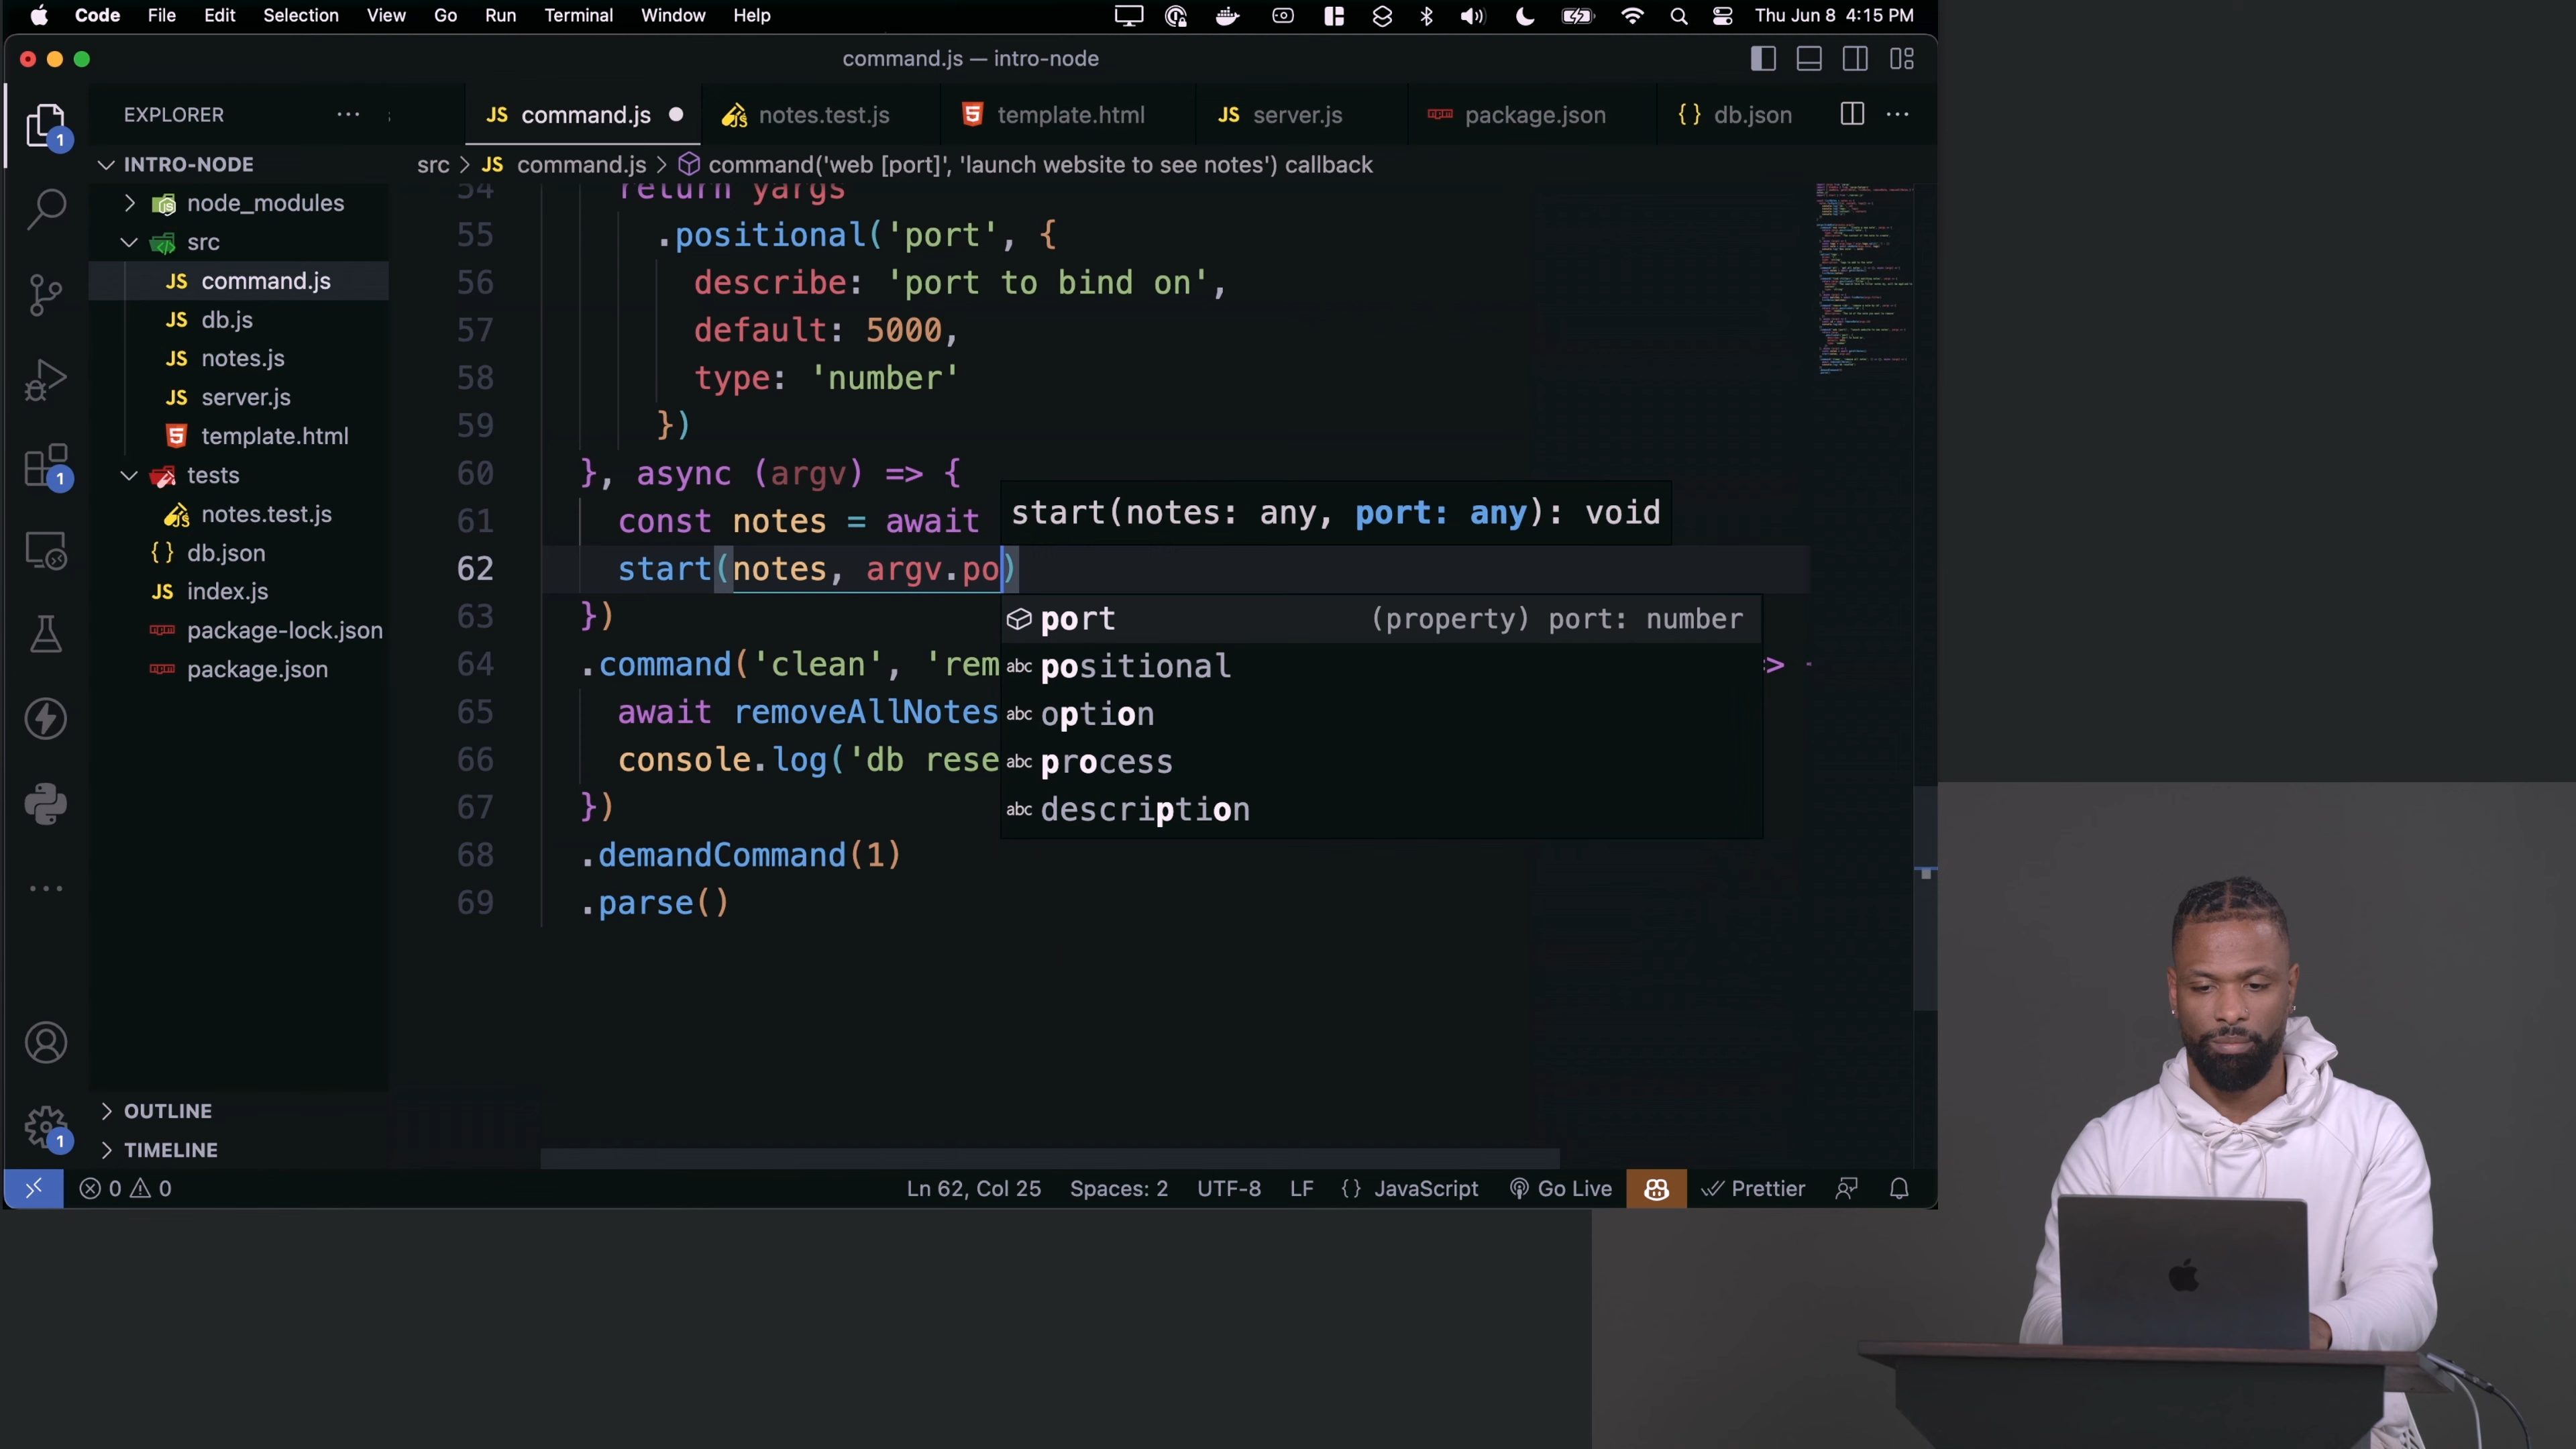 Code File Edit Selection View Go Run Terminal Window Help Thu Jun 8 4:15 PM
command.js — intro-node
EXPLORER ···
JS command.js notes.test.js template.html JS server.js package.json {} db.json ···
src > JS command.js > command('web [port]', 'launch website to see notes') callback
INTRO-NODE
node_modules
src
JS command.js
JS db.js
JS notes.js
JS server.js
template.html
tests
notes.test.js
{} db.json
JS index.js
package-lock.json
package.json
OUTLINE
TIMELINE
1
1
1
54 return yargs
55 .positional('port', {
56 describe: 'port to bind on',
57 default: 5000,
58 type: 'number'
59 })
60 }, async (argv) => {
61 const notes = await
start(notes: any, port: any): void
62 start(notes, argv.po)
63 })
64 .command('clean', 'rem => -
65 await removeAllNotes
66 console.log('db rese
67 })
68 .demandCommand(1)
69 .parse()
port (property) port: number
abc positional
abc option
abc process
abc description
0 0 Ln 62, Col 25 Spaces: 2 UTF-8 LF {} JavaScript Go Live Prettier